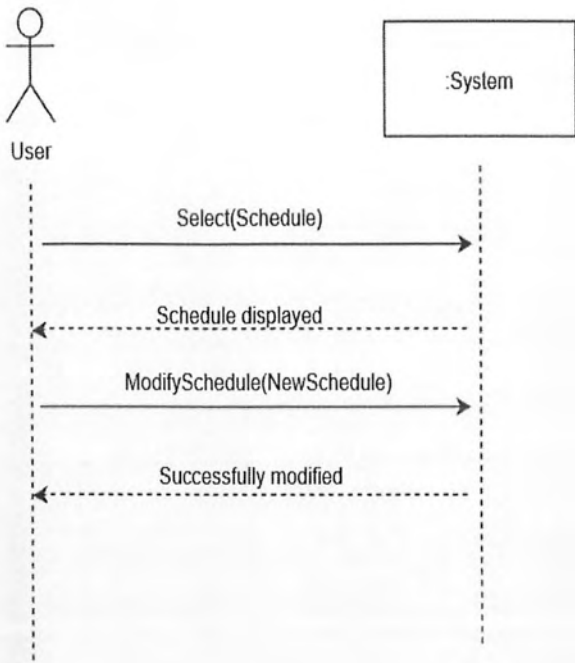 :System
User
Select(Schedule)
Schedule displayed
ModifySchedule(NewSchedule)
Successfully modified